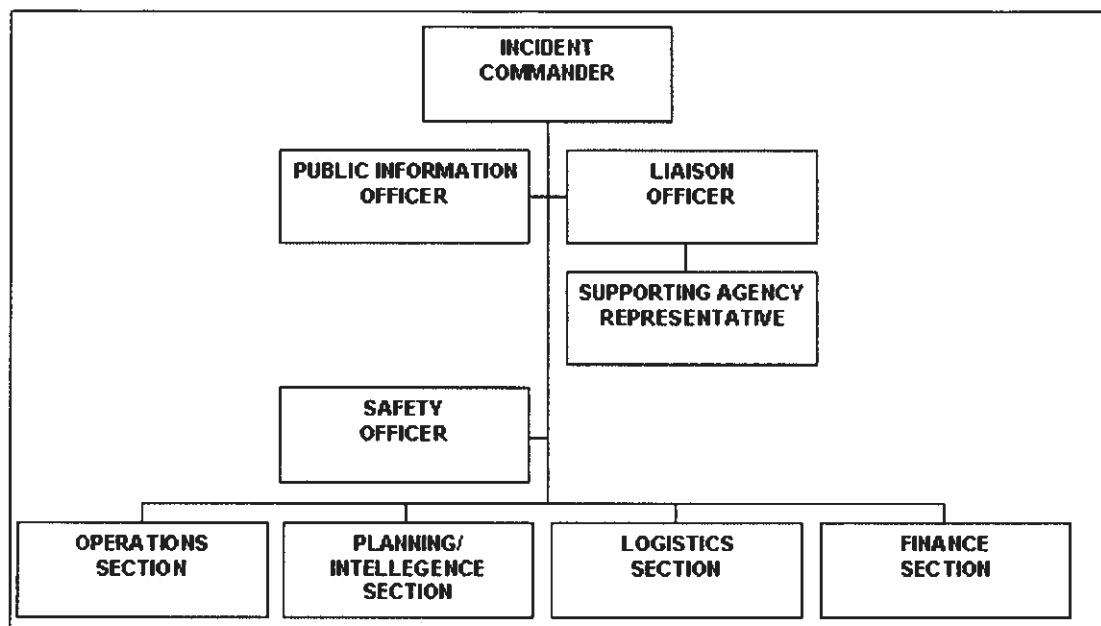 INCIDENT
COMMANDER
PUBLIC INFORMATION
OFFICER
LIAISON
OFFICER
SUPPORTING AGENCY
REPRESENTATIVE
SAFETY
OFFICER
OPERATIONS
SECTION
PLANNING/
INTELLEGENCE
SECTION
LOGISTICS
SECTION
FINANCE
SECTION